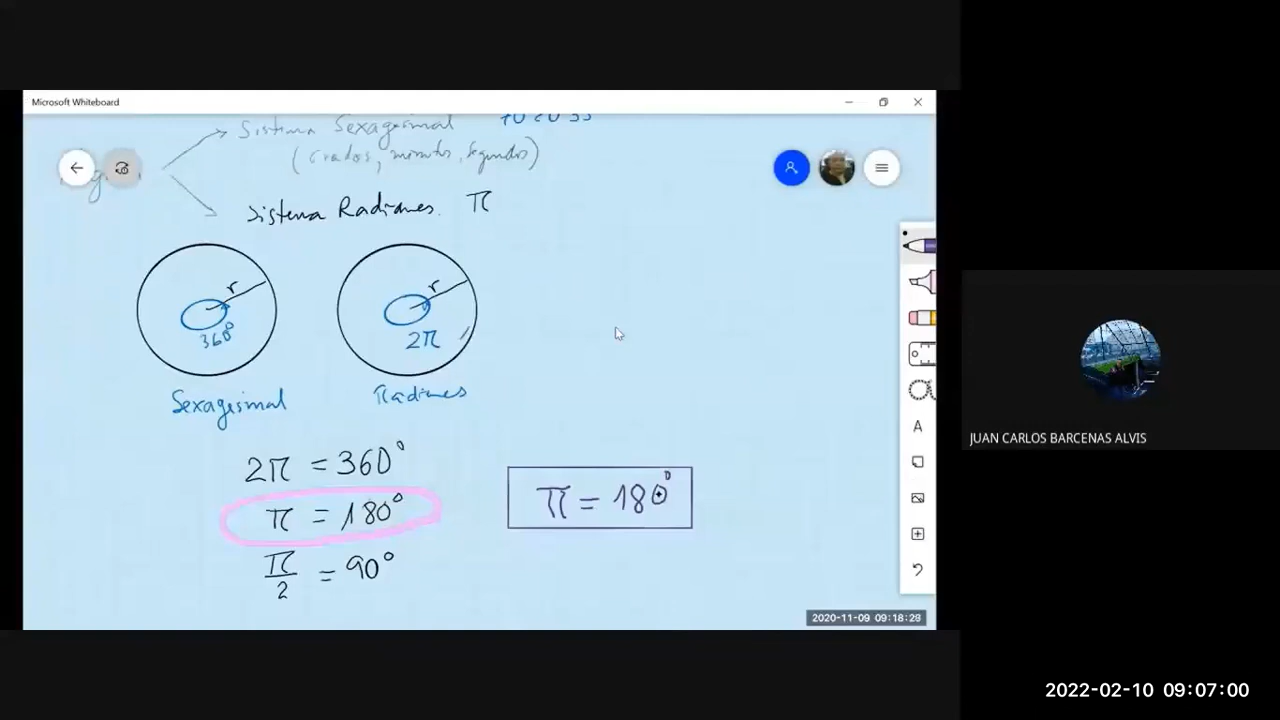 Microsoft Whiteboard
Sistema Sexagesimal
(Grados, minutos, segundos)
Sistema Radianes. π
r
360°
r
2π
Sexagesimal
Radianes
2π = 360°
π = 180°
π = 180°
π/2 = 90°
A
2020-11-09 09:18:28
JUAN CARLOS BARCENAS ALVIS
2022-02-10 09:07:00